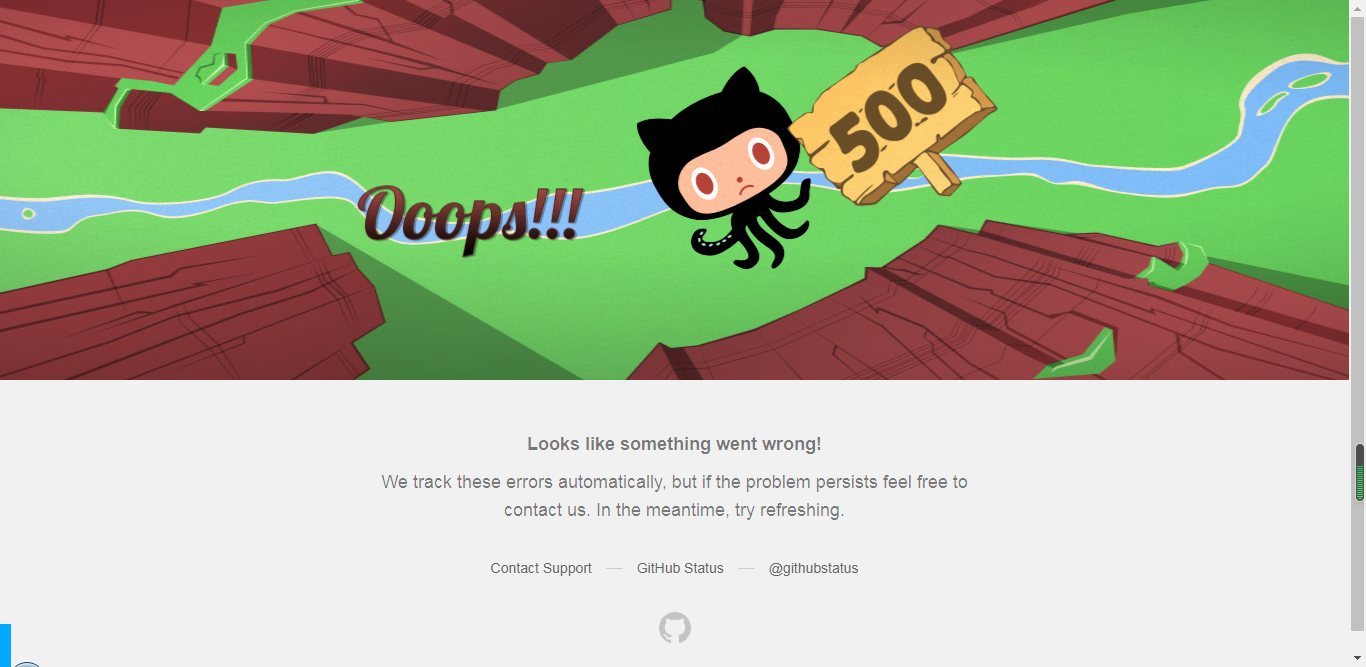 500
Ooops!!!
Looks like something went wrong!
We track these errors automatically, but if the problem persists feel free to
contact us. In the meantime, try refreshing.
Contact Support — GitHub Status — @githubstatus